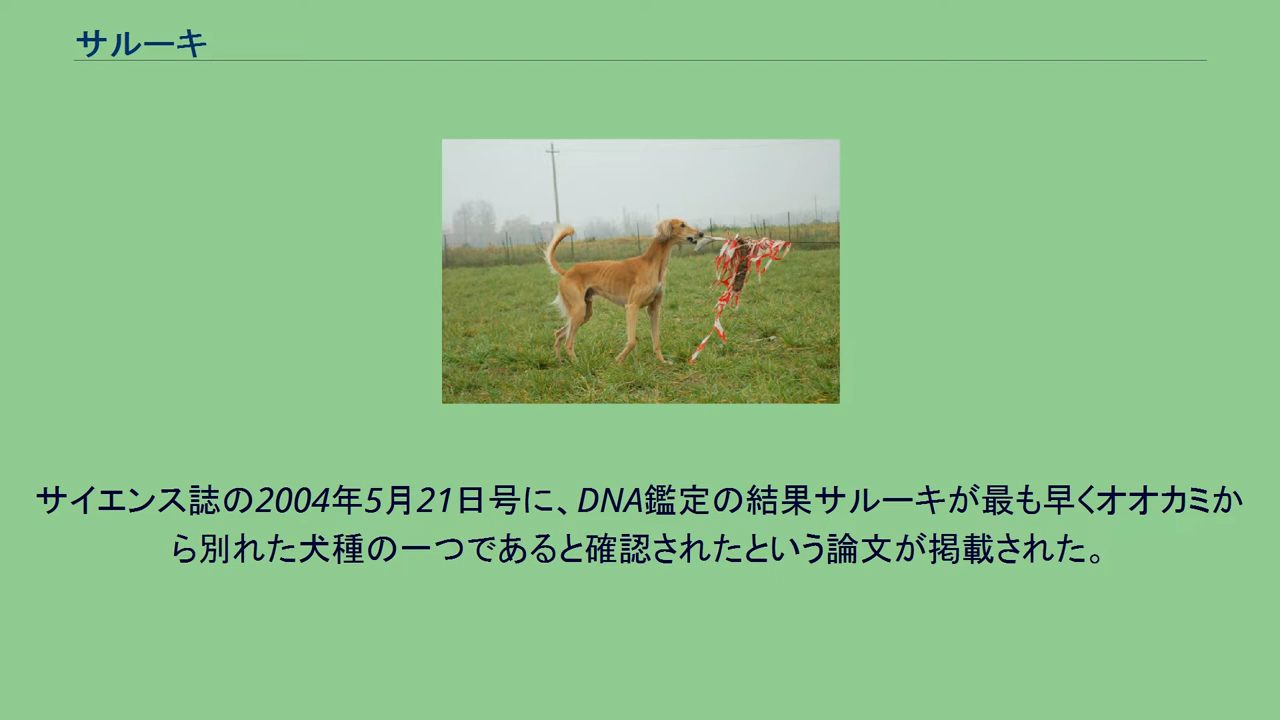 サルーキ
サイエンス誌の2004年5月21日号に、DNA鑑定の結果サルーキが最も早くオオカミか
ら別れた犬種の一つであると確認されたという論文が掲載された。